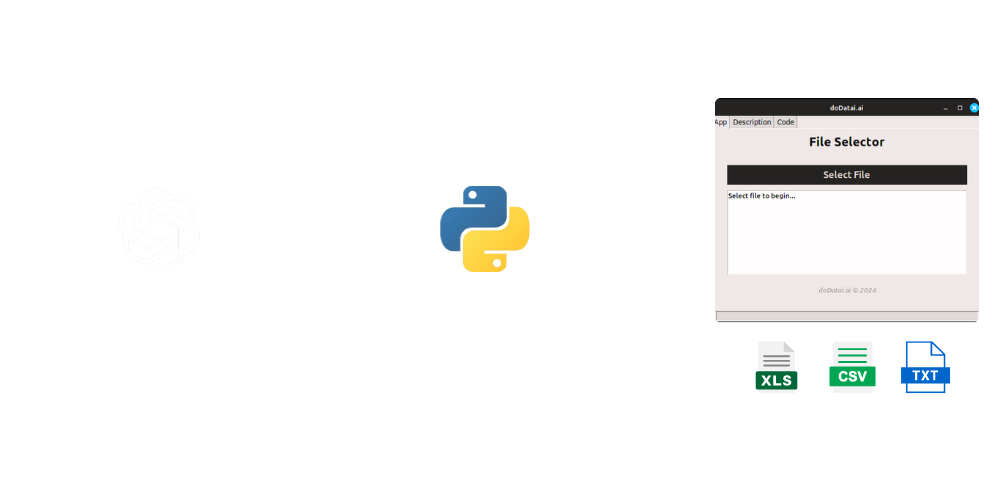 doDatai.ai
App Description Code
File Selector
Select File
Select file to begin...
doDatai.ai © 2024
XLS CSV TXT